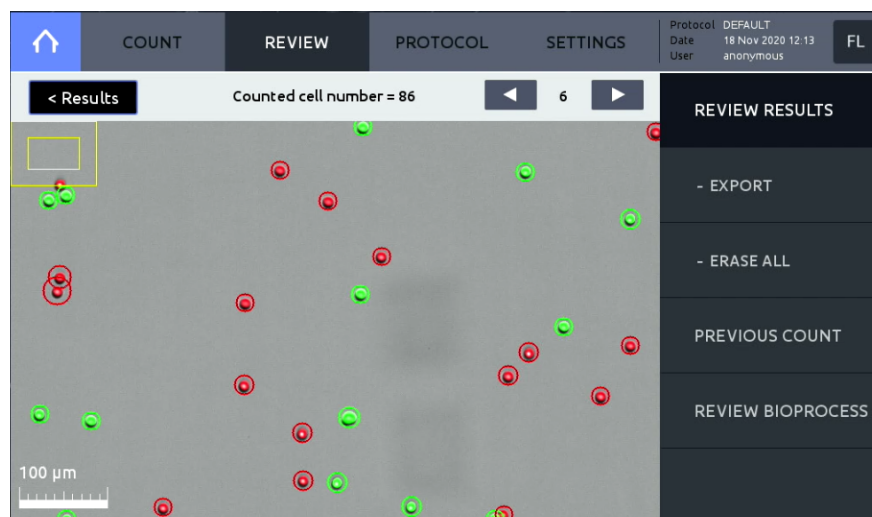 COUNT
REVIEW
PROTOCOL
SETTINGS
Protocol DEFAULT
Date 18 Nov 2020 12:13
User anonymous
FL
< Results
Counted cell number = 86
6
REVIEW RESULTS
- EXPORT
- ERASE ALL
PREVIOUS COUNT
REVIEW BIOPROCESS
100 µm